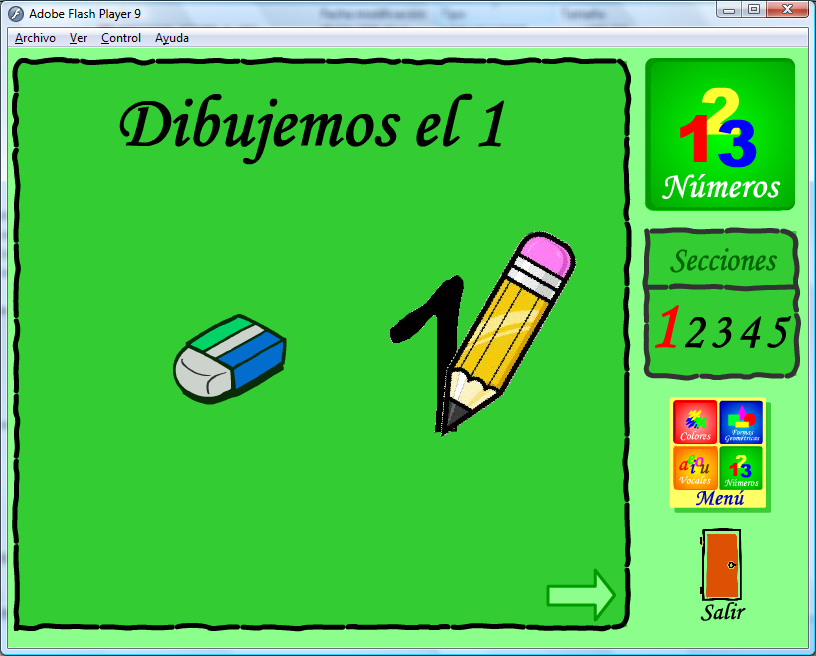 Adobe Flash Player 9
Archivo Ver Control Ayuda
Dibujemos el 1
1
123
Números
Secciones
1 2 3 4 5
Colores
Formas
Geométricas
a e i o u
Vocales
123
Números
Menú
Salir